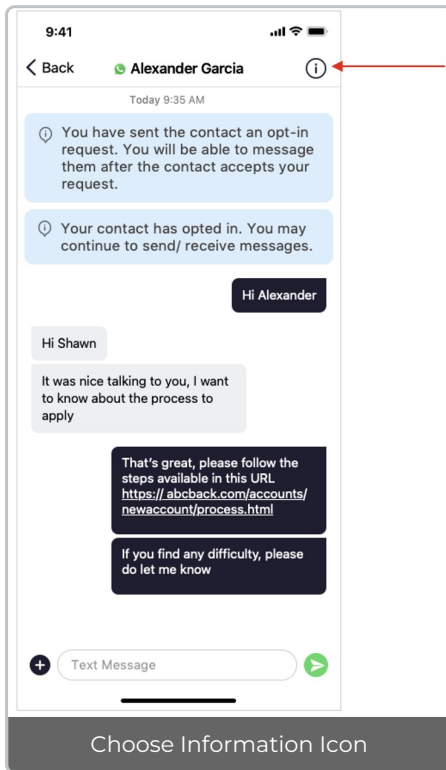 9:41
Back
Alexander Garcia
Today 9:35 AM
You have sent the contact an opt-in
request. You will be able to message
them after the contact accepts your
request.
Your contact has opted in. You may
continue to send/ receive messages.
Hi Alexander
Hi Shawn
It was nice talking to you, I want
to know about the process to
apply
That's great, please follow the
steps available in this URL
https:// abcback.com/accounts/
newaccount/process.html
If you find any difficulty, please
do let me know
Text Message
Choose Information Icon